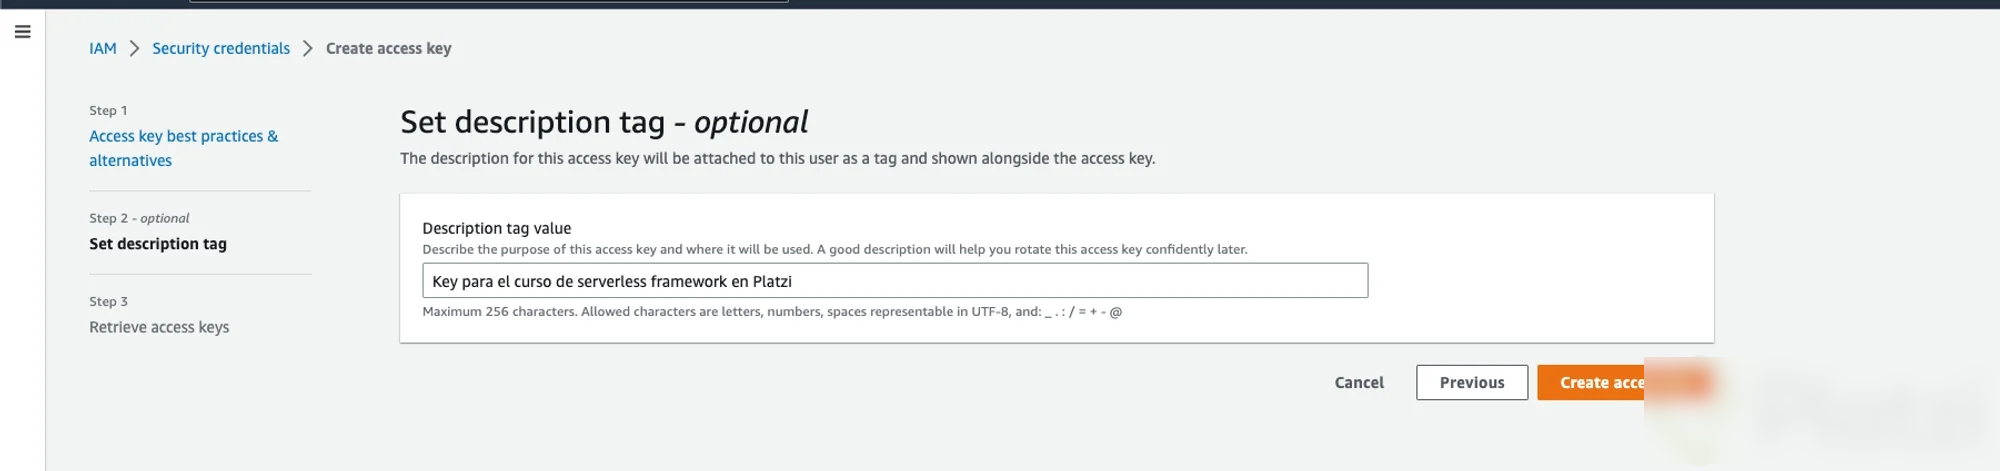 IAM > Security credentials > Create access key
Step 1
Access key best practices &
alternatives
Step 2 - optional
Set description tag
Step 3
Retrieve access keys
Set description tag - optional
The description for this access key will be attached to this user as a tag and shown alongside the access key.
Description tag value
Describe the purpose of this access key and where it will be used. A good description will help you rotate this access key confidently later.
Key para el curso de serverless framework en Platzi
Maximum 256 characters. Allowed characters are letters, numbers, spaces representable in UTF-8, and: _ . : / = + - @
Cancel
Previous
Create